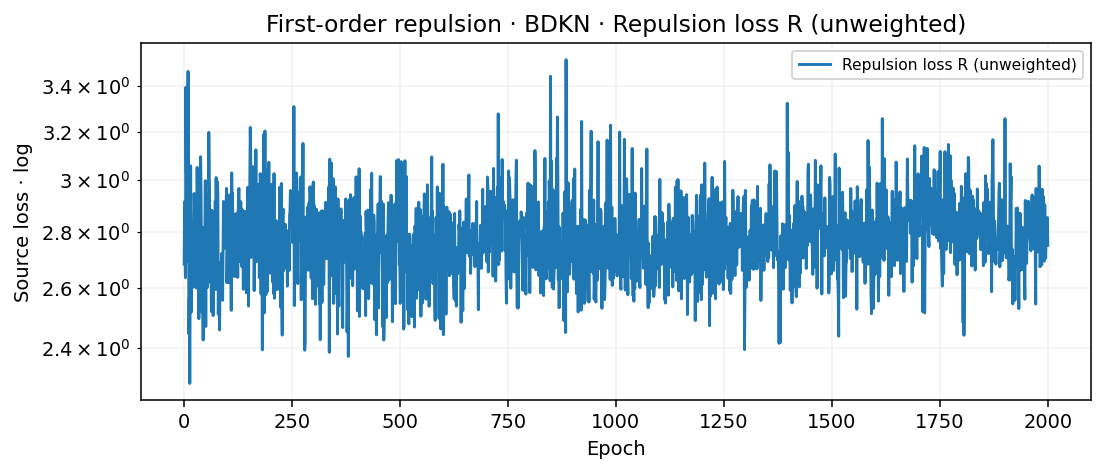 First-order repulsion · BDKN · Repulsion loss R (unweighted)
Repulsion loss R (unweighted)
Source loss · log
3.4 × 10⁰
3.2 × 10⁰
3 × 10⁰
2.8 × 10⁰
2.6 × 10⁰
2.4 × 10⁰
0 250 500 750 1000 1250 1500 1750 2000
Epoch